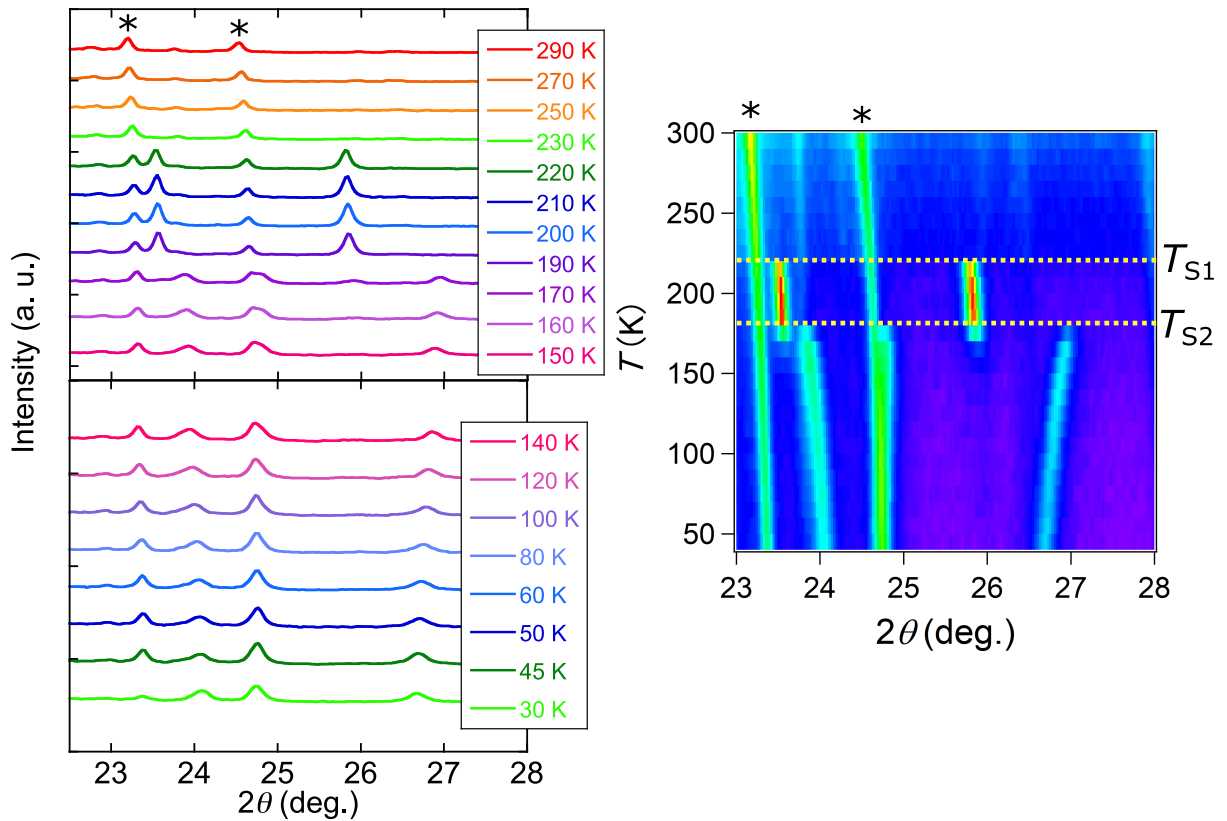 * *
290 K
270 K
250 K
230 K
220 K
210 K
200 K
190 K
170 K
160 K
150 K
Intensity (a. u.)
140 K
120 K
100 K
80 K
60 K
50 K
45 K
30 K
23 24 25 26 27 28
2θ (deg.)
* *
300
250
200
150
100
50
T (K)
TS1
TS2
23 24 25 26 27 28
2θ (deg.)